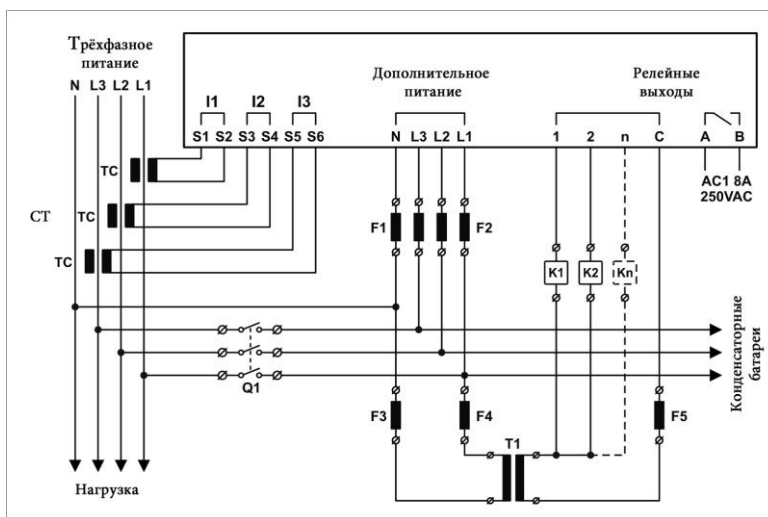 Трёхфазное
питание
N L3 L2 L1
I1 I2 I3
S1 S2 S3 S4 S5 S6
Дополнительное
питание
N L3 L2 L1
Релейные
выходы
1 2 n C A B
AC1 8A
250VAC
СТ
TC
TC
TC
F1
F2
K1 K2 Kn
Q1
F3
F4
F5
T1
Конденсаторные
батареи
Нагрузка